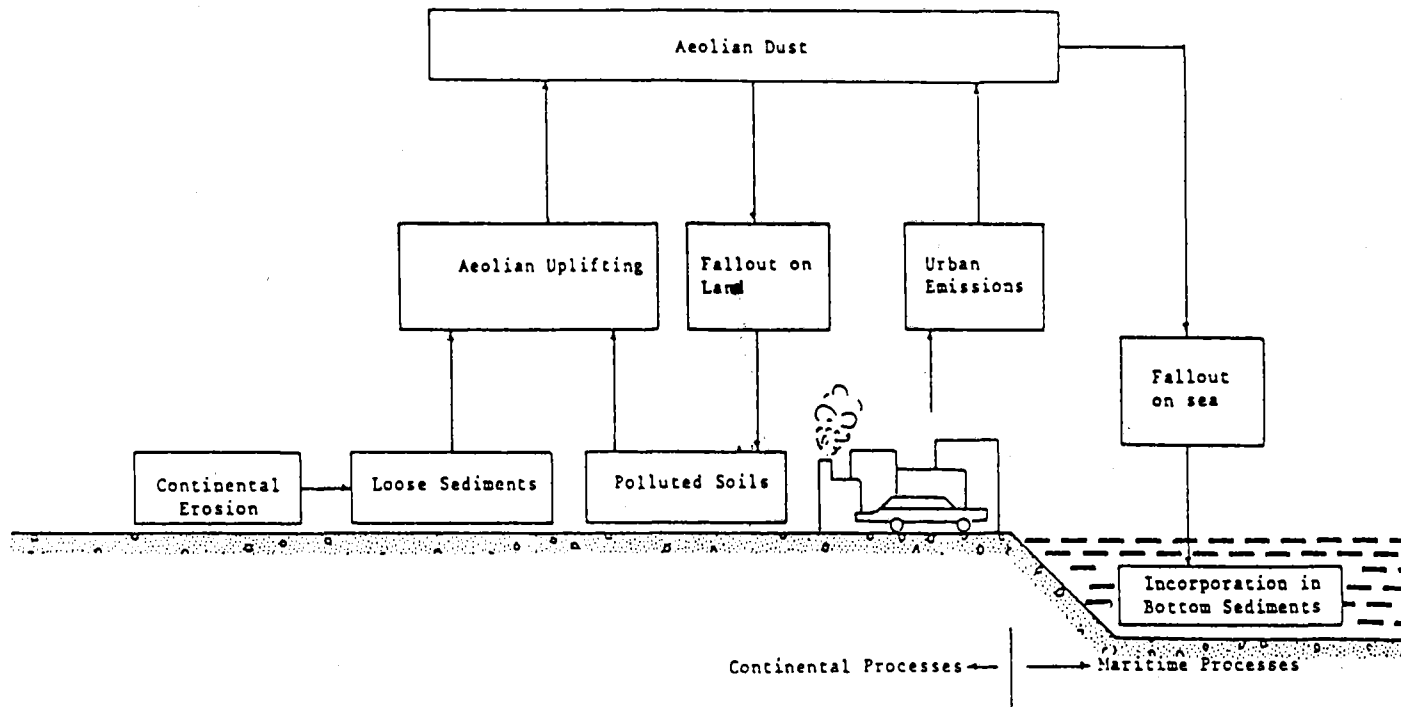 Aeolian Dust
Aeolian Uplifting
Fallout on
Land
Urban
Emissions
Fallout
on sea
Continental
Erosion
Loose Sediments
Polluted Soils
Incorporation in
Bottom Sediments
Continental Processes
Maritime Processes